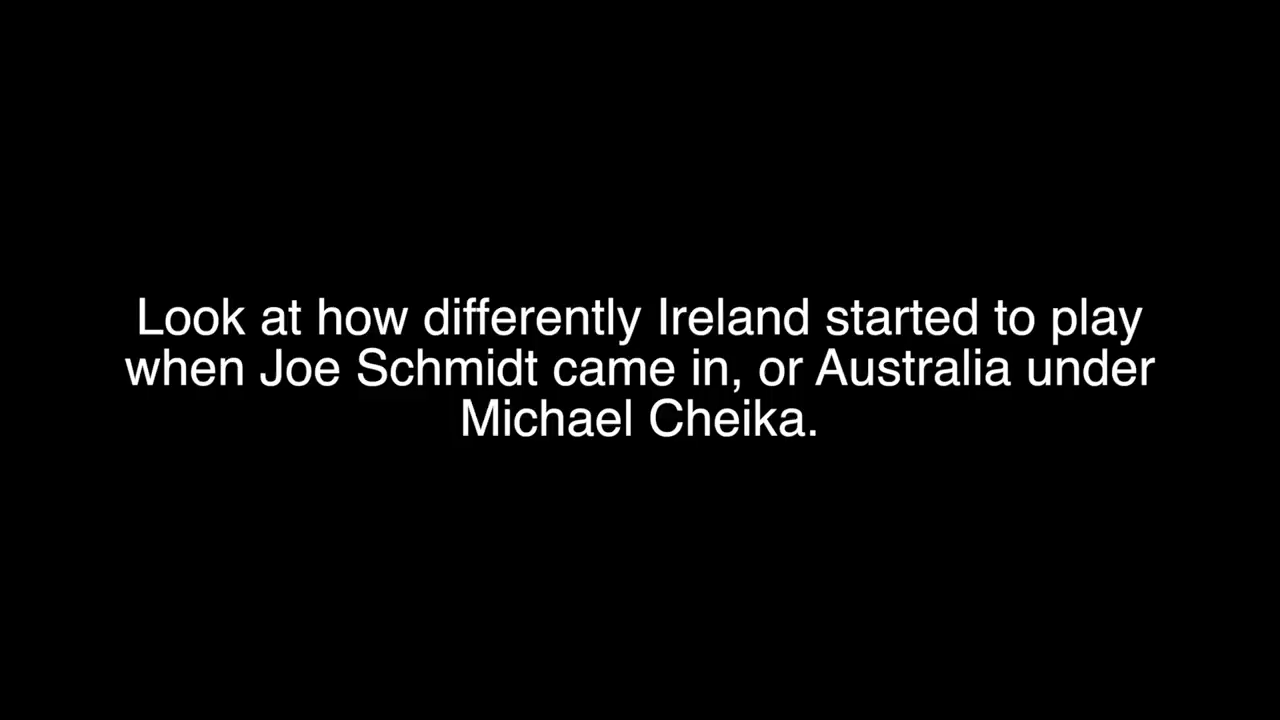 Look at how differently Ireland started to play
when Joe Schmidt came in, or Australia under
Michael Cheika.